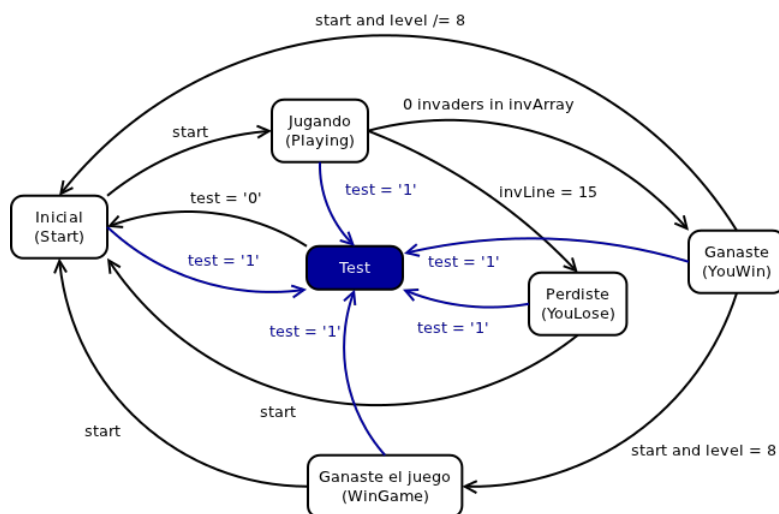 start and level /= 8
0 invaders in invArray
Jugando
(Playing)
start
test = '1'
invLine = 15
test = '0'
Inicial
(Start)
Ganaste
(YouWin)
test = '1'
Test
test = '1'
Perdiste
(YouLose)
test = '1'
test = '1'
start
start
start and level = 8
Ganaste el juego
(WinGame)